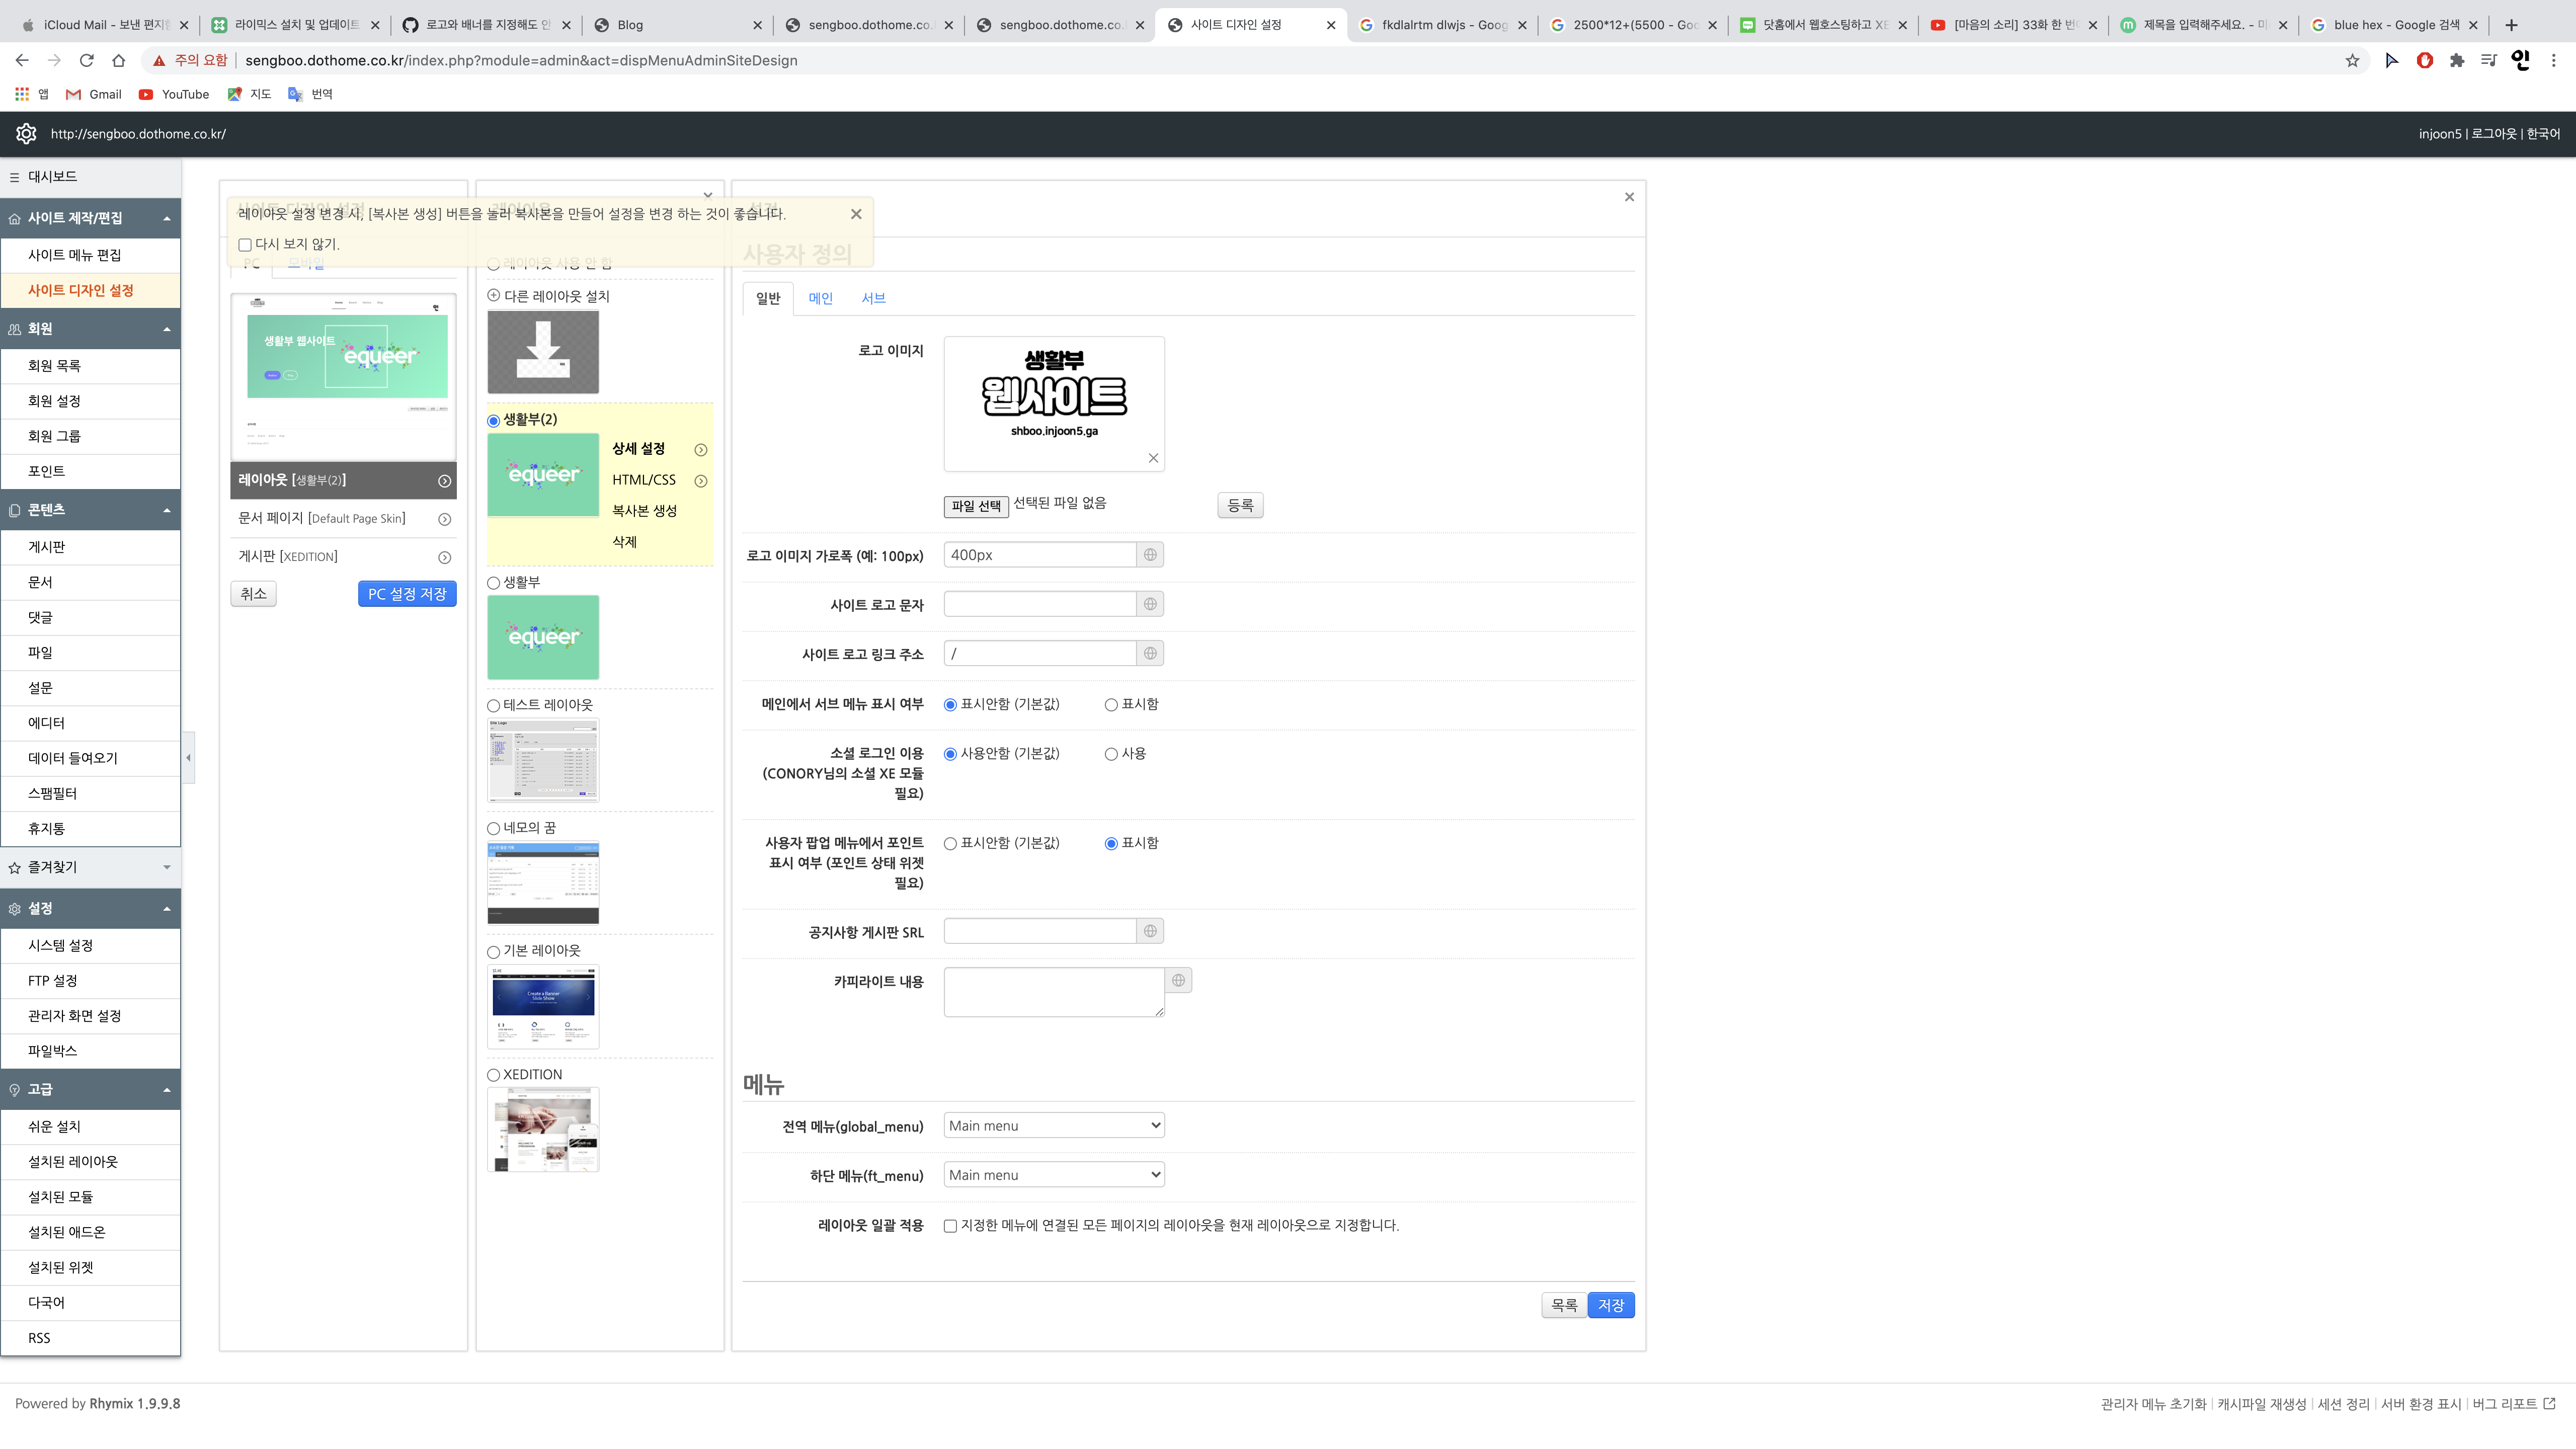 iCloud Mail - 보낸 편지함
라이믹스 설치 및 업데이트
로고와 배너를 지정해도 안
Blog
sengboo.dothome.co.
sengboo.dothome.co.
사이트 디자인 설정
fkdlalrtm dlwjs - Goog
2500*12+(5500 - Goo
닷홈에서 웹호스팅하고 XE
[마음의 소리] 33화 한 번
제목을 입력해주세요. - 미
blue hex - Google 검색
주의 요함
sengboo.dothome.co.kr/index.php?module=admin&act=dispMenuAdminSiteDesign
인
앱
Gmail
YouTube
지도
번역
http://sengboo.dothome.co.kr/
injoon5 | 로그아웃 | 한국어
대시보드
사이트 제작/편집
사이트 메뉴 편집
사이트 디자인 설정
회원
회원 목록
회원 설정
회원 그룹
포인트
콘텐츠
게시판
문서
댓글
파일
설문
에디터
데이터 들여오기
스팸필터
휴지통
즐겨찾기
설정
시스템 설정
FTP 설정
관리자 화면 설정
파일박스
고급
쉬운 설치
설치된 레이아웃
설치된 모듈
설치된 애드온
설치된 위젯
다국어
RSS
사이트 디자인 설정
레이아웃
설정
레이아웃 설정 변경 시, [복사본 생성] 버튼을 눌러 복사본을 만들어 설정을 변경 하는 것이 좋습니다.
다시 보지 않기.
PC
모바일
생활부 웹사이트
equeer
레이아웃 [생활부(2)]
문서 페이지 [Default Page Skin]
게시판 [XEDITION]
취소
PC 설정 저장
레이아웃 사용 안 함
다른 레이아웃 설치
생활부(2)
equeer
상세 설정
HTML/CSS
복사본 생성
삭제
생활부
equeer
테스트 레이아웃
네모의 꿈
기본 레이아웃
Create a Banner
Slide Show
XEDITION
사용자 정의
일반
메인
서브
로고 이미지
생활부
웹사이트
shboo.injoon5.ga
파일 선택 선택된 파일 없음
등록
로고 이미지 가로폭 (예: 100px)
400px
사이트 로고 문자
사이트 로고 링크 주소
/
메인에서 서브 메뉴 표시 여부
표시안함 (기본값)
표시함
소셜 로그인 이용
(CONORY님의 소셜 XE 모듈
필요)
사용안함 (기본값)
사용
사용자 팝업 메뉴에서 포인트
표시 여부 (포인트 상태 위젯
필요)
표시안함 (기본값)
표시함
공지사항 게시판 SRL
카피라이트 내용
메뉴
전역 메뉴(global_menu)
Main menu
하단 메뉴(ft_menu)
Main menu
레이아웃 일괄 적용
지정한 메뉴에 연결된 모든 페이지의 레이아웃을 현재 레이아웃으로 지정합니다.
목록
저장
Powered by Rhymix 1.9.9.8
관리자 메뉴 초기화 | 캐시파일 재생성 | 세션 정리 | 서버 환경 표시 | 버그 리포트